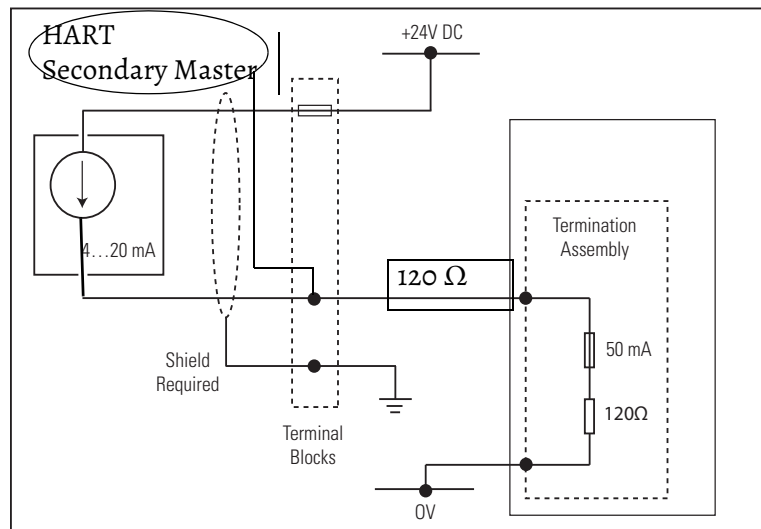 HART
Secondary Master
+24V DC
4…20 mA
Termination
Assembly
120 Ω
50 mA
Shield
Required
120Ω
Terminal
Blocks
0V